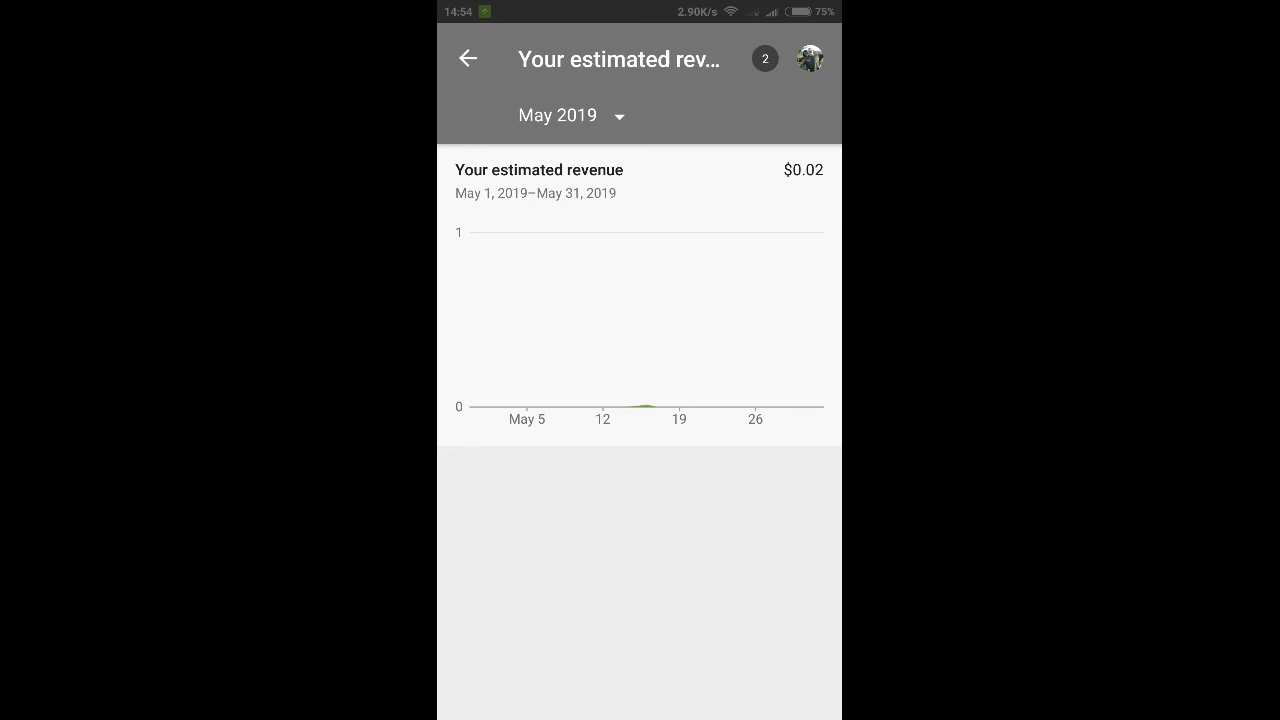 14:54 2.90K/s 75%
Your estimated rev... 2
May 2019
Your estimated revenue $0.02
May 1, 2019–May 31, 2019
1
0
May 5 12 19 26